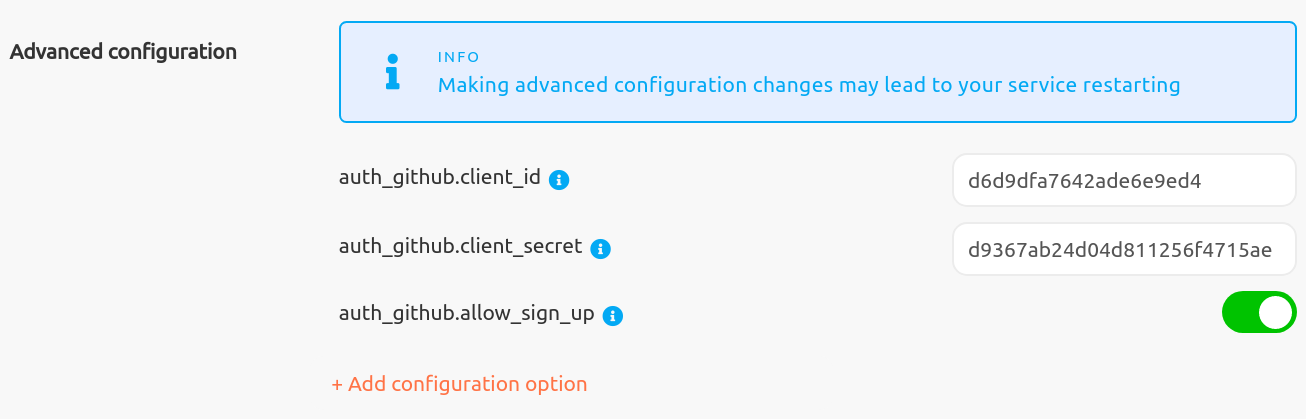 Advanced configuration
INFO
Making advanced configuration changes may lead to your service restarting
auth_github.client_id
d6d9dfa7642ade6e9ed4
auth_github.client_secret
d9367ab24d04d811256f4715ae
auth_github.allow_sign_up
+ Add configuration option